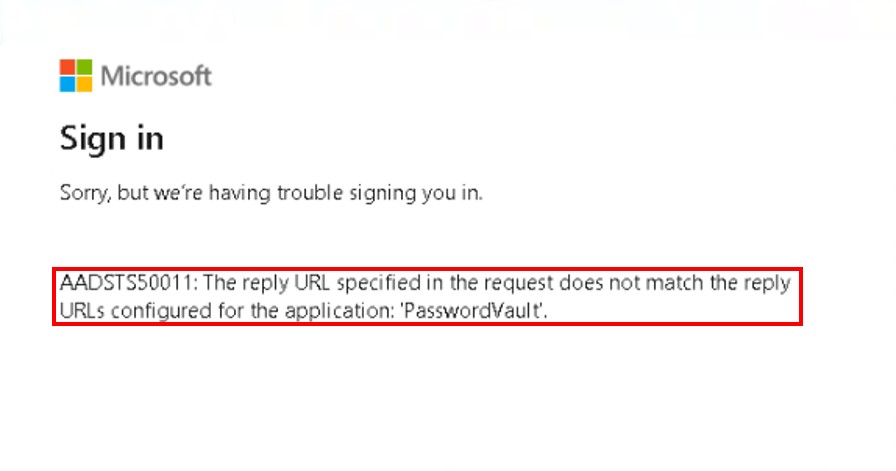 Microsoft
Sign in
Sorry, but we're having trouble signing you in.
AADSTS50011: The reply URL specified in the request does not match the reply
URLs configured for the application: 'PasswordVault'.